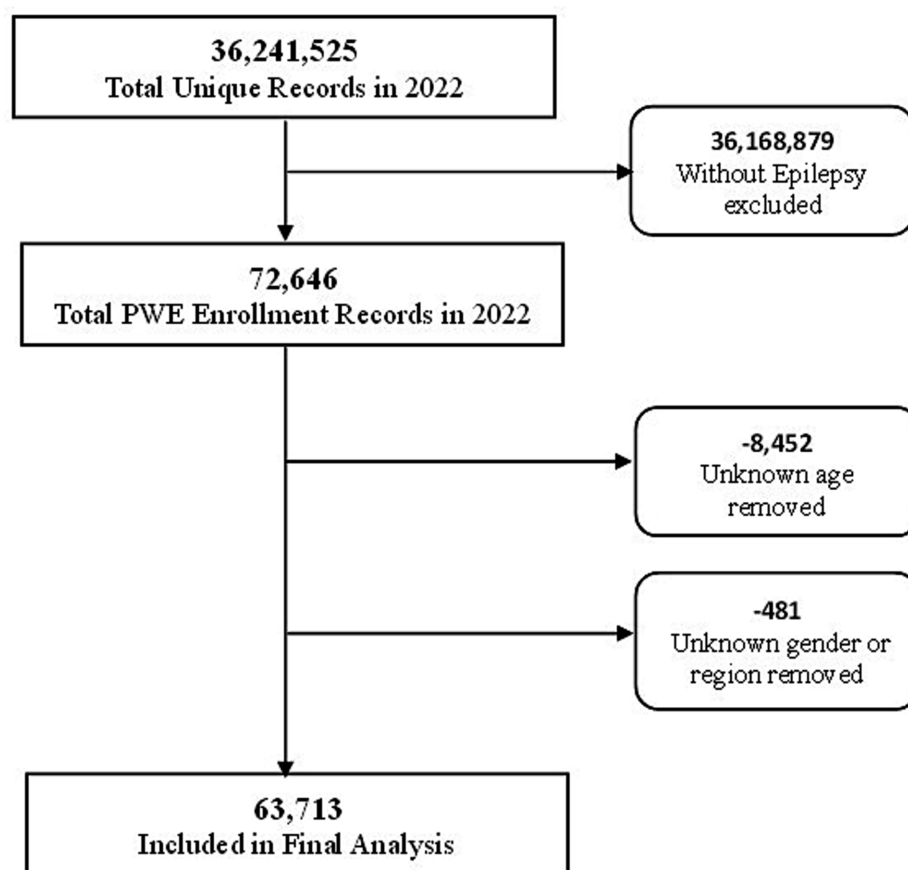 36,241,525
Total Unique Records in 2022
36,168,879
Without Epilepsy
excluded
72,646
Total PWE Enrollment Records in 2022
-8,452
Unknown age
removed
-481
Unknown gender or
region removed
63,713
Included in Final Analysis